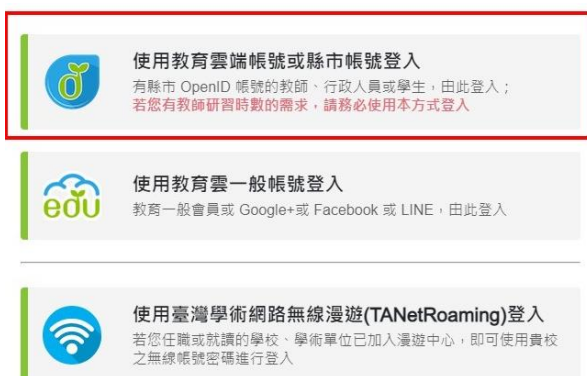 使用教育雲端帳號或縣市帳號登入
有縣市 OpenID 帳號的教師、行政人員或學生，由此登入；
若您有教師研習時數的需求，請務必使用本方式登入
edu
使用教育雲一般帳號登入
教育一般會員或 Google+或 Facebook 或 LINE，由此登入
使用臺灣學術網路無線漫遊(TANetRoaming)登入
若您任職或就讀的學校、學術單位已加入漫遊中心，即可使用貴校
之無線帳號密碼進行登入